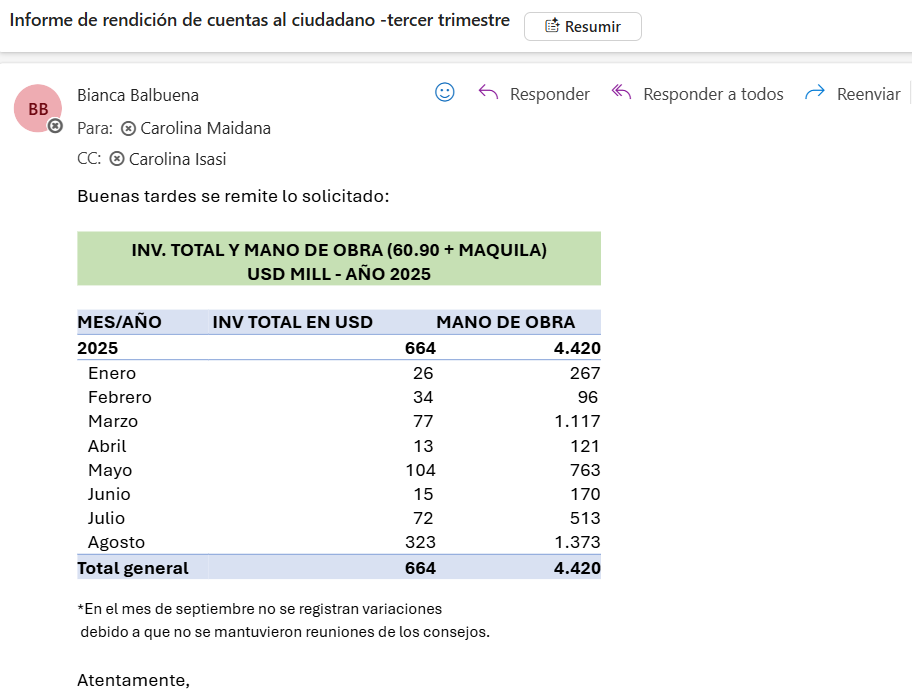 Informe de rendición de cuentas al ciudadano -tercer trimestre Resumir
BB
Bianca Balbuena
Responder Responder a todos Reenviar
Para: Carolina Maidana
CC: Carolina Isasi
Buenas tardes se remite lo solicitado:
INV. TOTAL Y MANO DE OBRA (60.90 + MAQUILA)
USD MILL - AÑO 2025
MES/AÑO INV TOTAL EN USD MANO DE OBRA
2025 664 4.420
Enero 26 267
Febrero 34 96
Marzo 77 1.117
Abril 13 121
Mayo 104 763
Junio 15 170
Julio 72 513
Agosto 323 1.373
Total general 664 4.420
*En el mes de septiembre no se registran variaciones
debido a que no se mantuvieron reuniones de los consejos.
Atentamente,